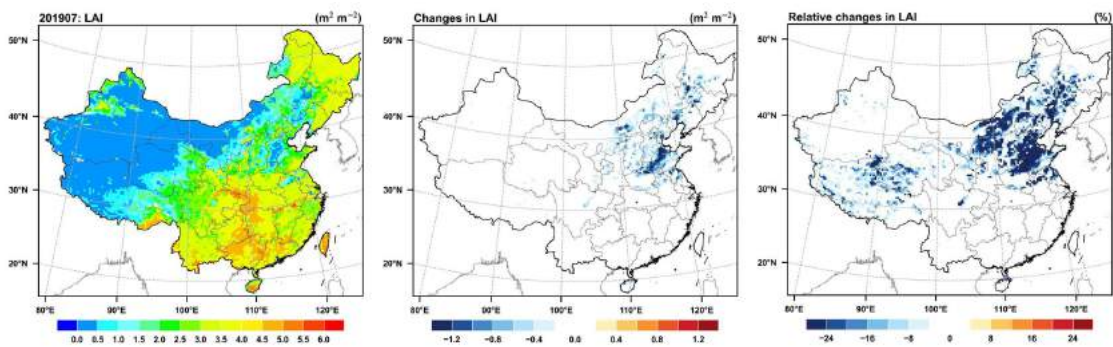 201907: LAI (m² m⁻²)
50°N
40°N
30°N
20°N
80°E 90°E 100°E 110°E 120°E
0.0 0.5 1.0 1.5 2.0 2.5 3.0 3.5 4.0 4.5 5.0 5.5 6.0
Changes in LAI (m² m⁻²)
50°N
40°N
30°N
20°N
80°E 90°E 100°E 110°E 120°E
−1.2 −0.8 −0.4 0.0 0.4 0.8 1.2
Relative changes in LAI (%)
50°N
40°N
30°N
20°N
80°E 90°E 100°E 110°E 120°E
−24 −16 −8 0 8 16 24